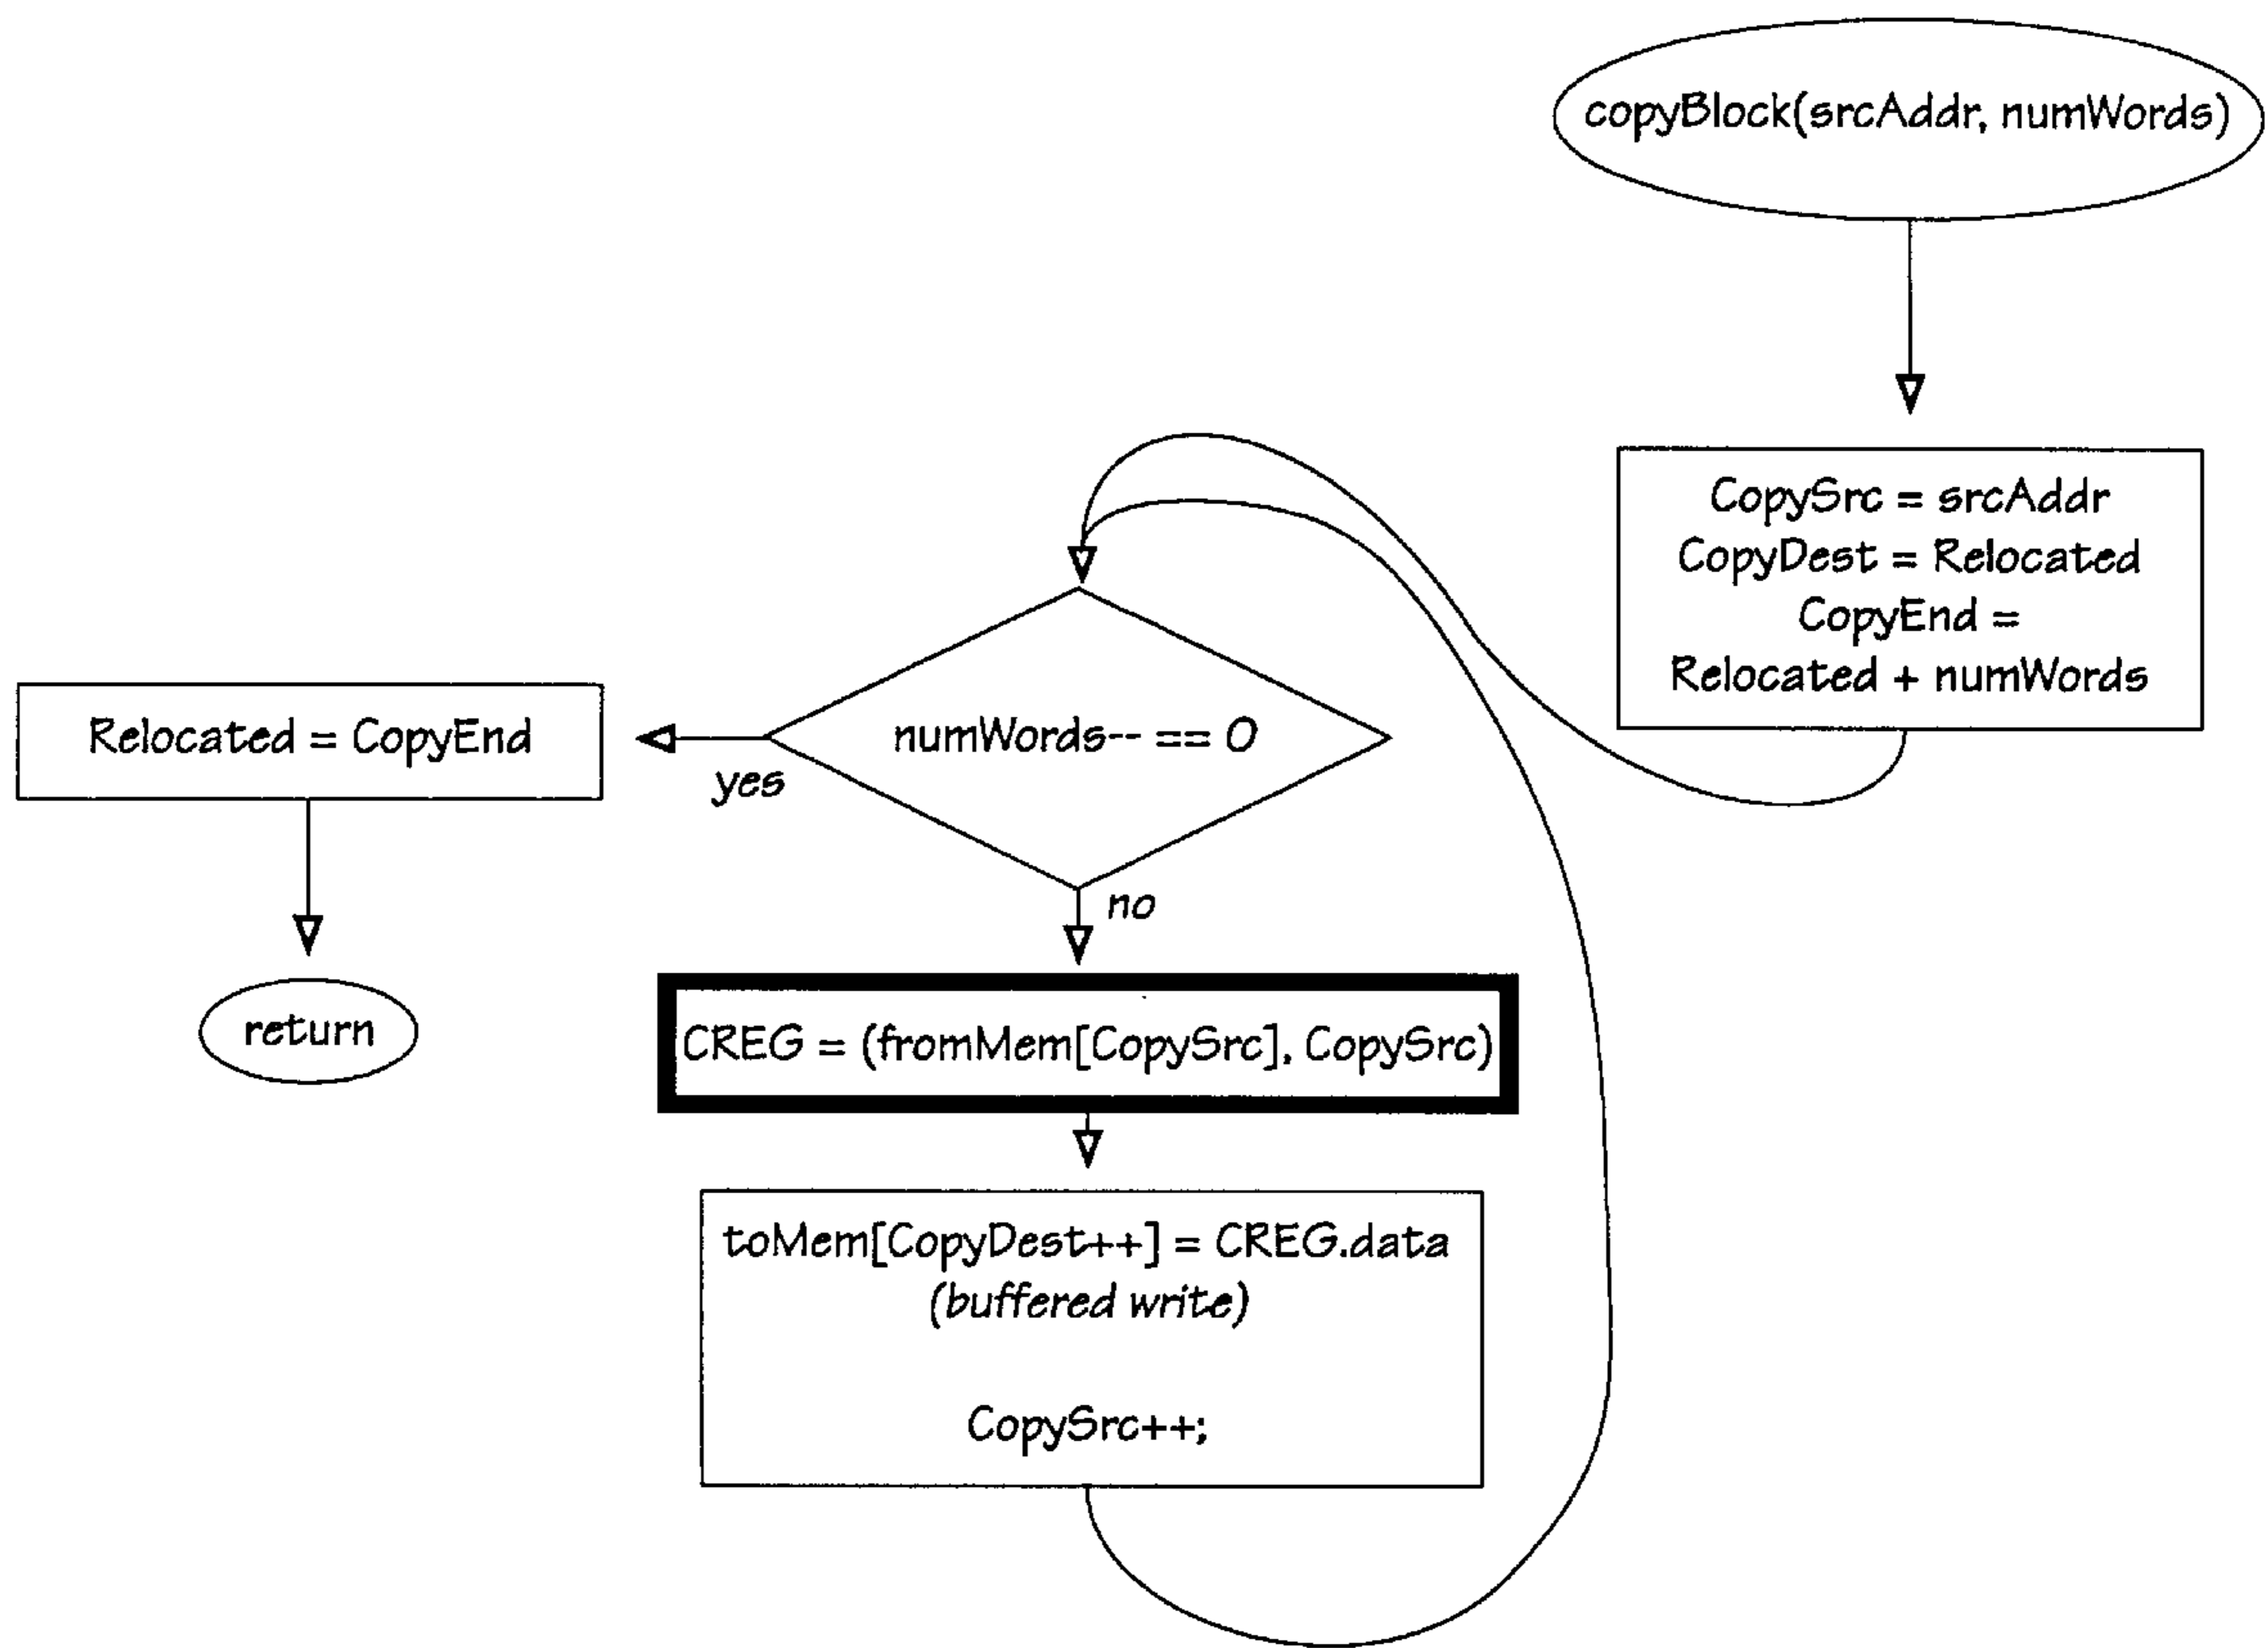 copyBlock(srcAddr, numWords)
CopySrc = srcAddr
CopyDest = Relocated
CopyEnd =
Relocated + numWords
numWords-- == 0
yes
no
Relocated = CopyEnd
return
CREG = (fromMem[CopySrc], CopySrc)
toMem[CopyDest++] = CREG.data
(buffered write)
CopySrc++;